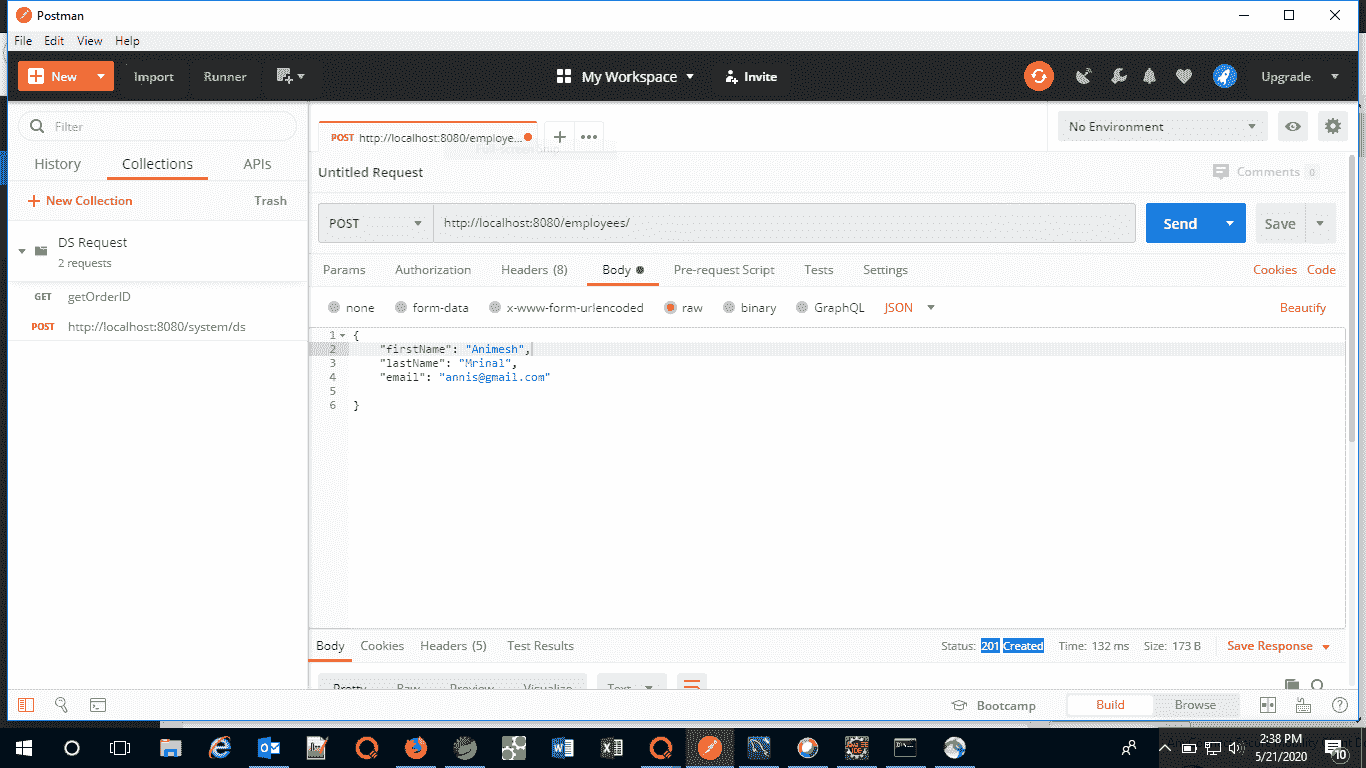 Postman
File Edit View Help
New Import Runner My Workspace Invite Upgrade
Filter
History Collections APIs
New Collection Trash
DS Request
2 requests
GET getOrderID
POST http://localhost:8080/system/ds
POST http://localhost:8080/employe... No Environment
Untitled Request Comments 0
POST http://localhost:8080/employees/ Send Save
Params Authorization Headers (8) Body Pre-request Script Tests Settings Cookies Code
none form-data x-www-form-urlencoded raw binary GraphQL JSON Beautify
1 {
2 "firstName": "Animesh",
3 "lastName": "Mrinal",
4 "email": "annis@gmail.com"
5
6 }
Body Cookies Headers (5) Test Results Status: 201 Created Time: 132 ms Size: 173 B Save Response
Pretty Raw Preview Visualize Text
Bootcamp Build Browse
2:38 PM
5/21/2020
10